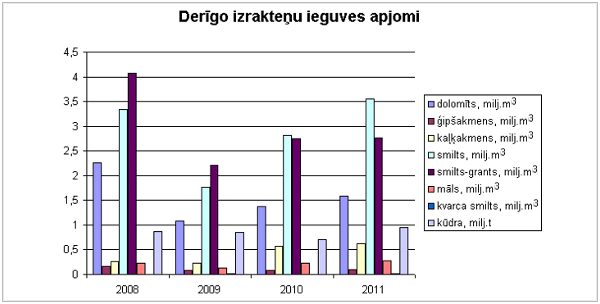 Derīgo izrakteņu ieguves apjomi
4,5
4
3,5
3
2,5
2
1,5
1
0,5
0
2008 2009 2010 2011
dolomīts, milj.m³
ģipšakmens, milj.m³
kaļķakmens, milj.m³
smilts, milj.m³
smilts-grants, milj.m³
māls, milj.m³
kvarca smilts, milj.m³
kūdra, milj.t